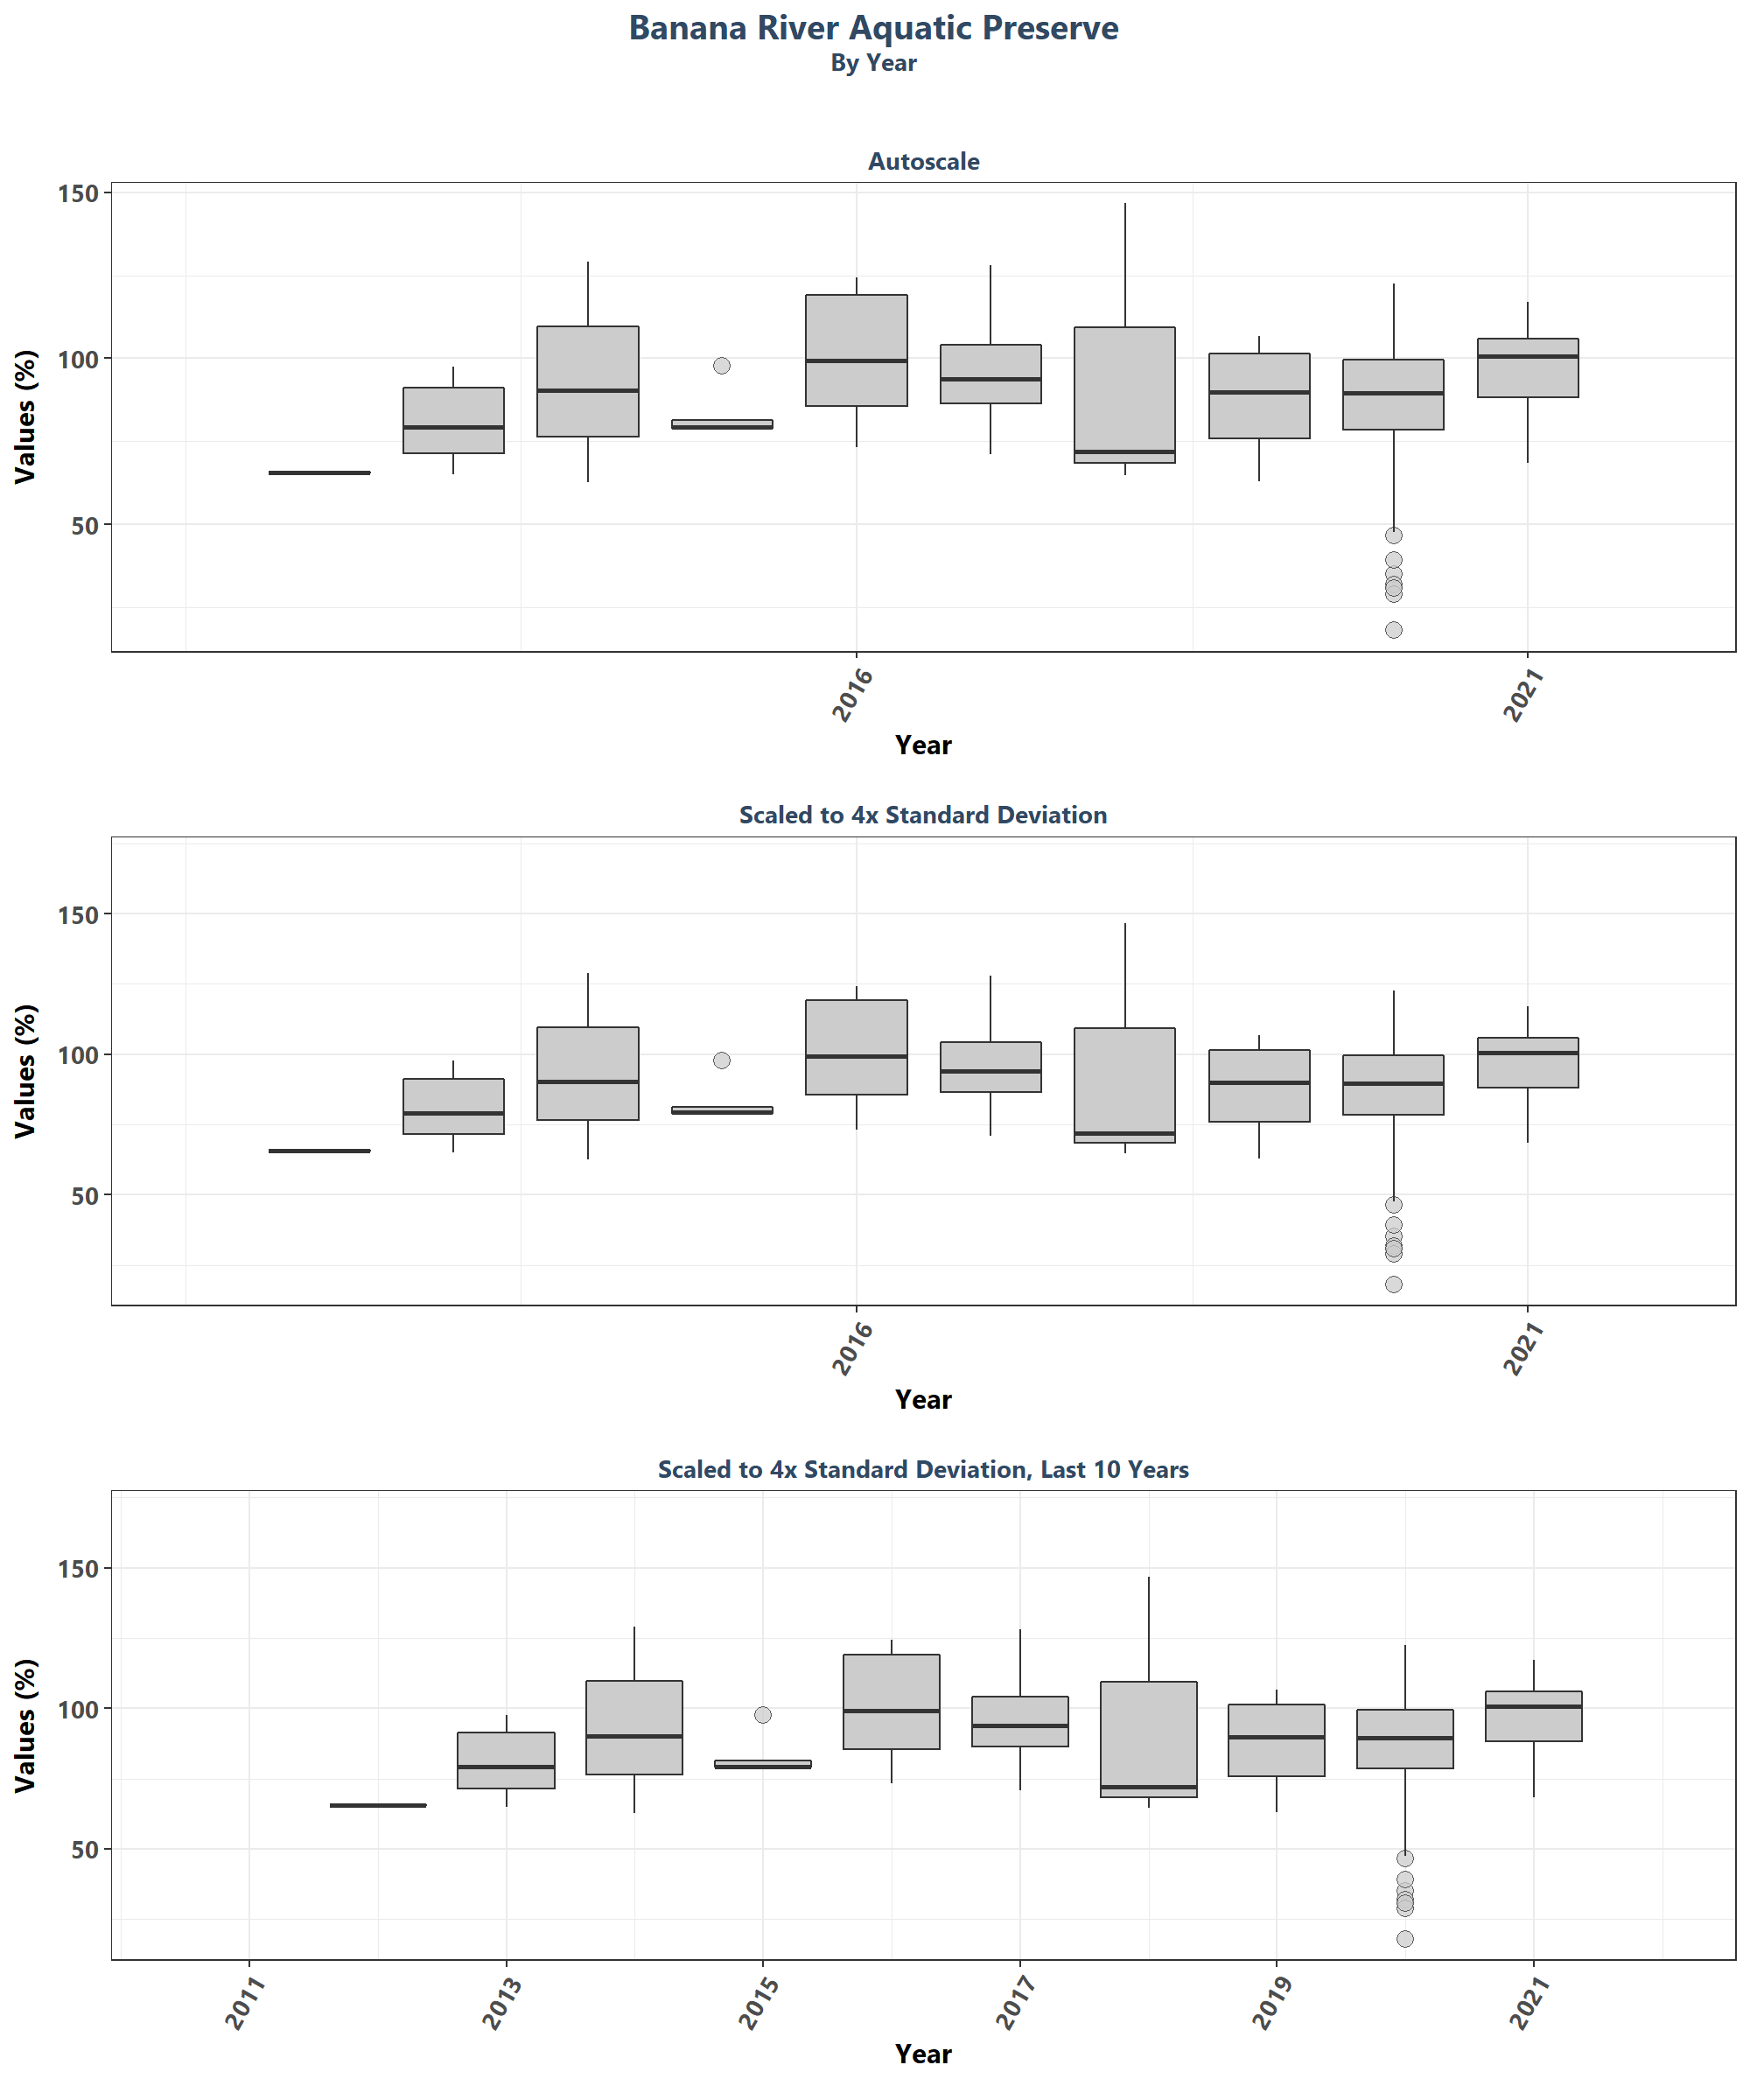 Banana River Aquatic Preserve
By Year
Autoscale
Values (%)
150
100
50
2016
2021
Year
Scaled to 4x Standard Deviation
Values (%)
150
100
50
2016
2021
Year
Scaled to 4x Standard Deviation, Last 10 Years
Values (%)
150
100
50
2011
2013
2015
2017
2019
2021
Year